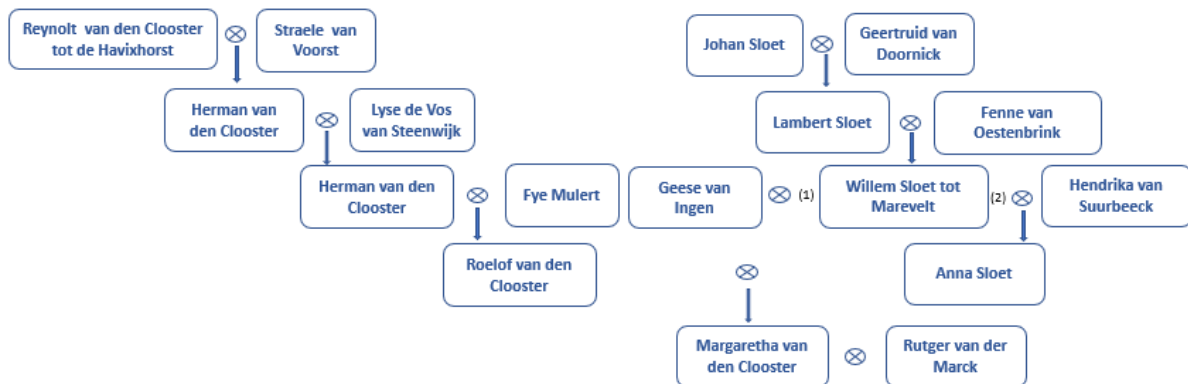 Reynolt van den Clooster
tot de Havixhorst
Straele van
Voorst
Johan Sloet
Geertruid van
Doornick
Herman van
den Clooster
Lyse de Vos
van Steenwijk
Lambert Sloet
Fenne van
Oestenbrink
Herman van den
Clooster
Fye Mulert
Geese van
Ingen
(1)
Willem Sloet tot
Marevelt
(2)
Hendrika van
Suurbeeck
Roelof van den
Clooster
Anna Sloet
Margaretha van
den Clooster
Rutger van der
Marck